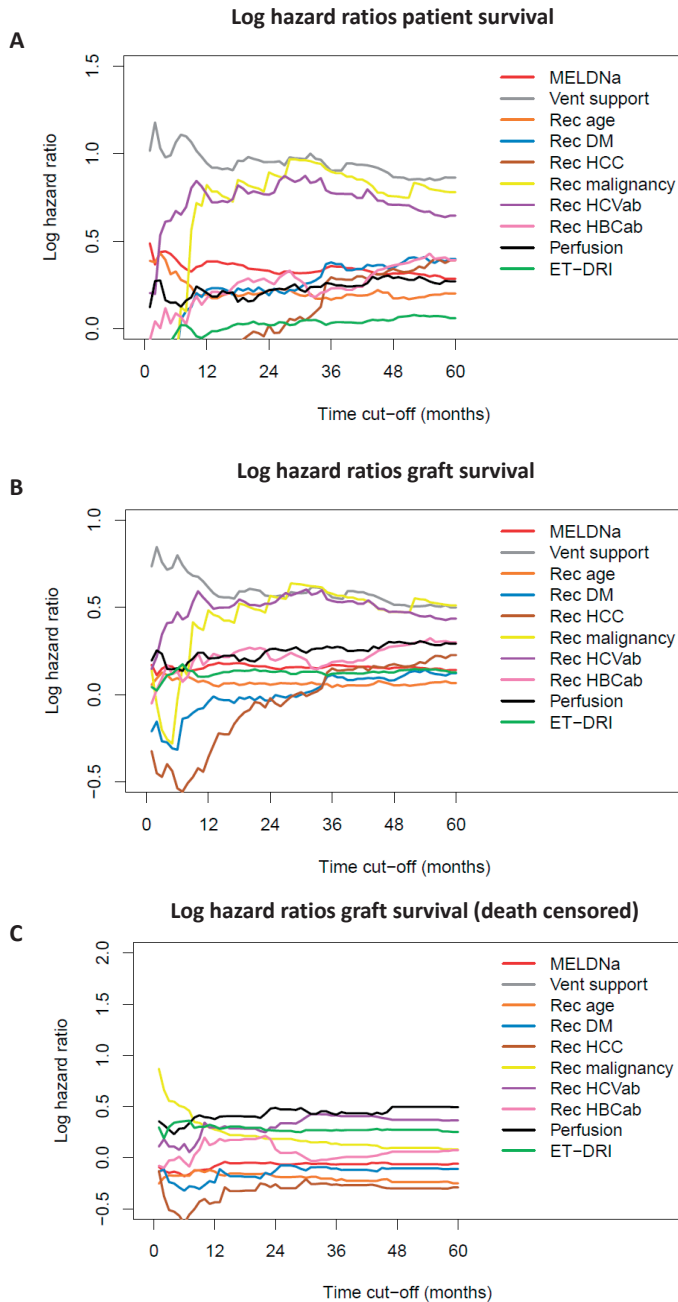 Log hazard ratios patient survival
A
Log hazard ratio
1.5
1.0
0.5
0.0
0 12 24 36 48 60
Time cut−off (months)
MELDNa
Vent support
Rec age
Rec DM
Rec HCC
Rec malignancy
Rec HCVab
Rec HBCab
Perfusion
ET−DRI
Log hazard ratios graft survival
B
Log hazard ratio
1.0
0.5
0.0
−0.5
0 12 24 36 48 60
Time cut−off (months)
MELDNa
Vent support
Rec age
Rec DM
Rec HCC
Rec malignancy
Rec HCVab
Rec HBCab
Perfusion
ET−DRI
Log hazard ratios graft survival (death censored)
C
Log hazard ratio
2.0
1.5
1.0
0.5
0.0
−0.5
0 12 24 36 48 60
Time cut−off (months)
MELDNa
Vent support
Rec age
Rec DM
Rec HCC
Rec malignancy
Rec HCVab
Rec HBCab
Perfusion
ET−DRI